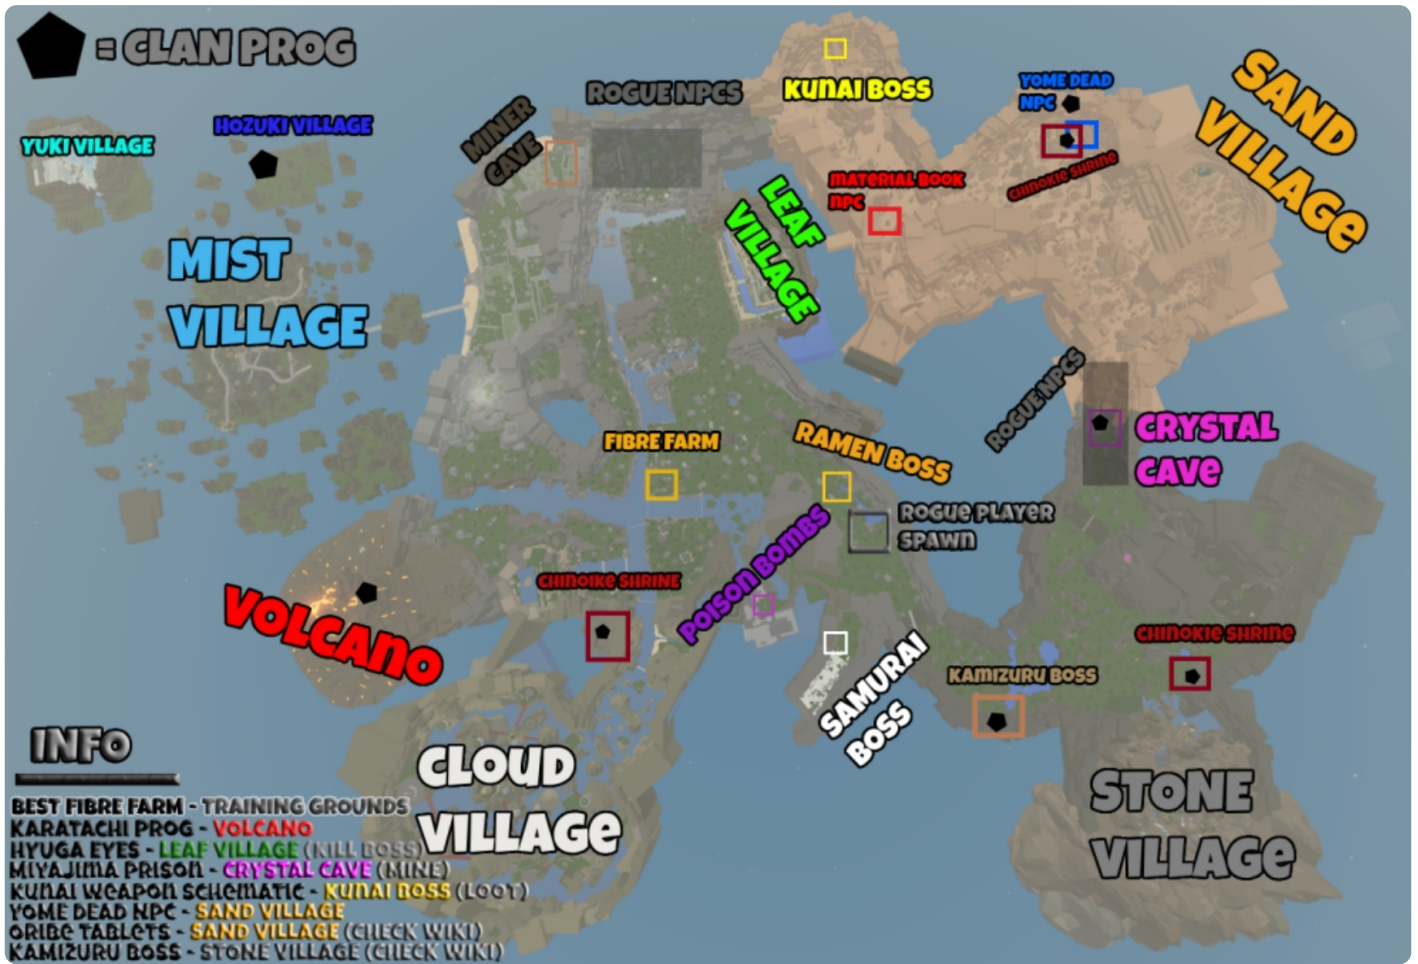 = CLAN PROG
YUKI VILLAGE
HOZUKI VILLAGE
MIST
VILLAGE
MINER
CAVE
ROGUE NPCS
KUNAI BOSS
YOME DEAD
NPC
CHINOKIE SHRINE
SAND
VILLAGE
MATERIAL BOOK
NPC
LEAF
VILLAGE
ROGUE NPCS
CRYSTAL
CAVE
FIBRE FARM
RAMEN BOSS
ROGUE PLAYER
SPAWN
POISON BOMBS
CHINOIKE SHRINE
VOLCANO
SAMURAI
BOSS
KAMIZURU BOSS
CHINOKIE SHRINE
CLOUD
VILLAGE
STONE
VILLAGE
INFO
BEST FIBRE FARM - TRAINING GROUNDS
KARATACHI PROG - VOLCANO
HYUGA EYES - LEAF VILLAGE (KILL BOSS)
MIYAJIMA PRISON - CRYSTAL CAVE (MINE)
KUNAI WEAPON SCHEMATIC - KUNAI BOSS (LOOT)
YOME DEAD NPC - SAND VILLAGE
ORIBE TABLETS - SAND VILLAGE (CHECK WIKI)
KAMIZURU BOSS - STONE VILLAGE (CHECK WIKI)